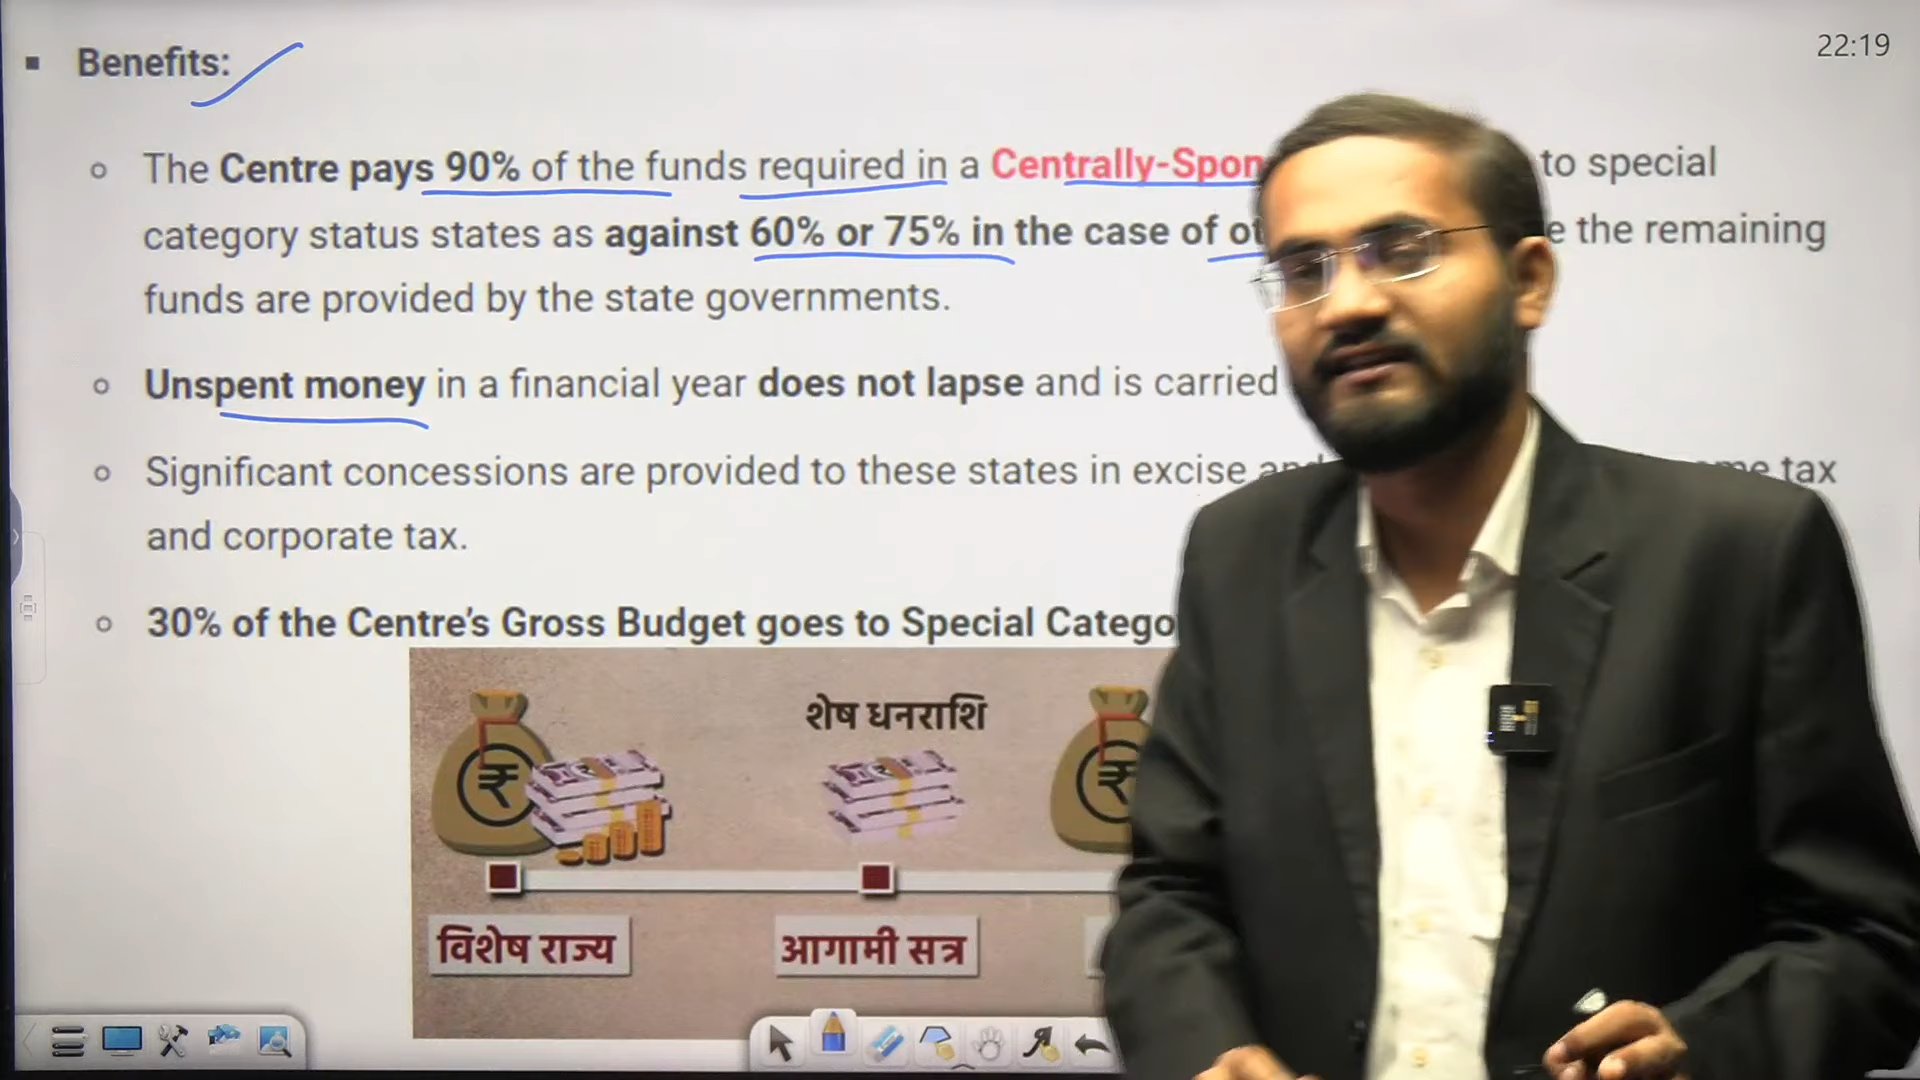 Benefits:
22:19
The Centre pays 90% of the funds required in a Centrally-Spon to special
category status states as against 60% or 75% in the case of the remaining
funds are provided by the state governments.
Unspent money in a financial year does not lapse and is carried
Significant concessions are provided to these states in excise tax
and corporate tax.
30% of the Centre's Gross Budget goes to Special Catego
शेष धनराशि
विशेष राज्य
आगामी सत्र